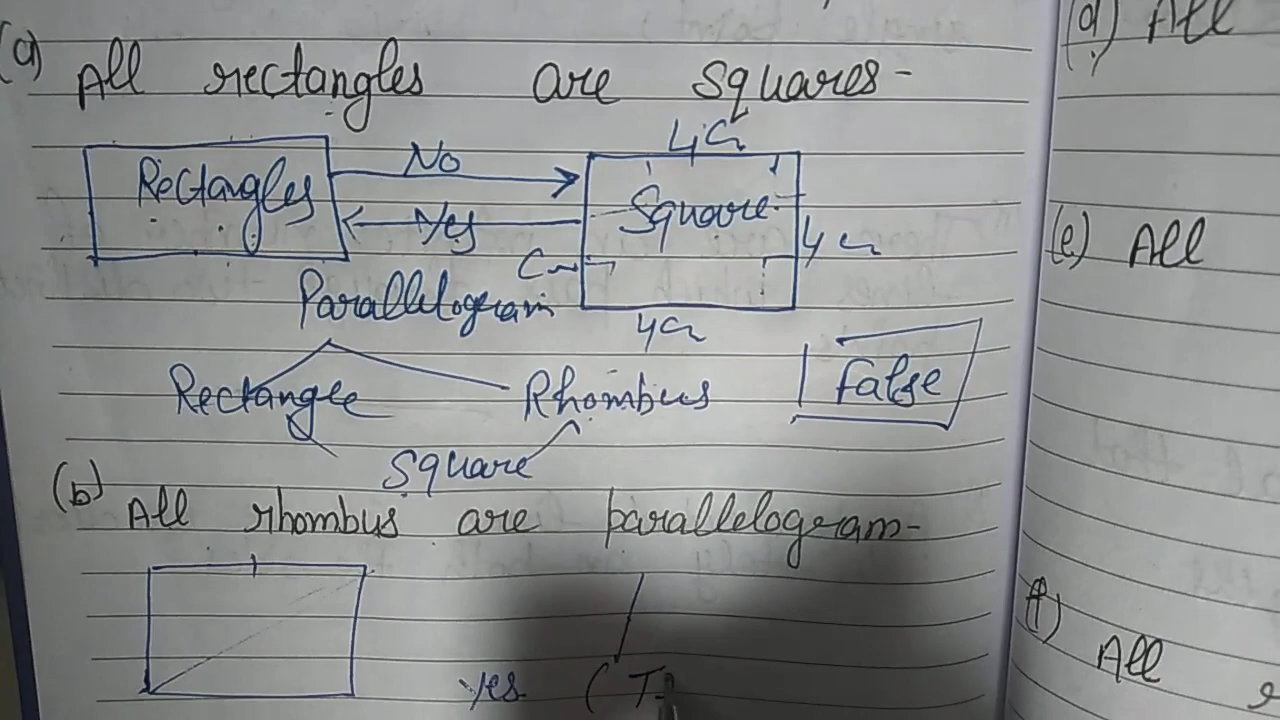 (a) All rectangles are squares-
Rectangles No Square 4cm
Yes 4cm
Cm
Parallelogram 4cm
Rectangle Rhombus False
Square
(b) All rhombus are parallelogram-
Yes (T
(d) All
(e) All
(f) All